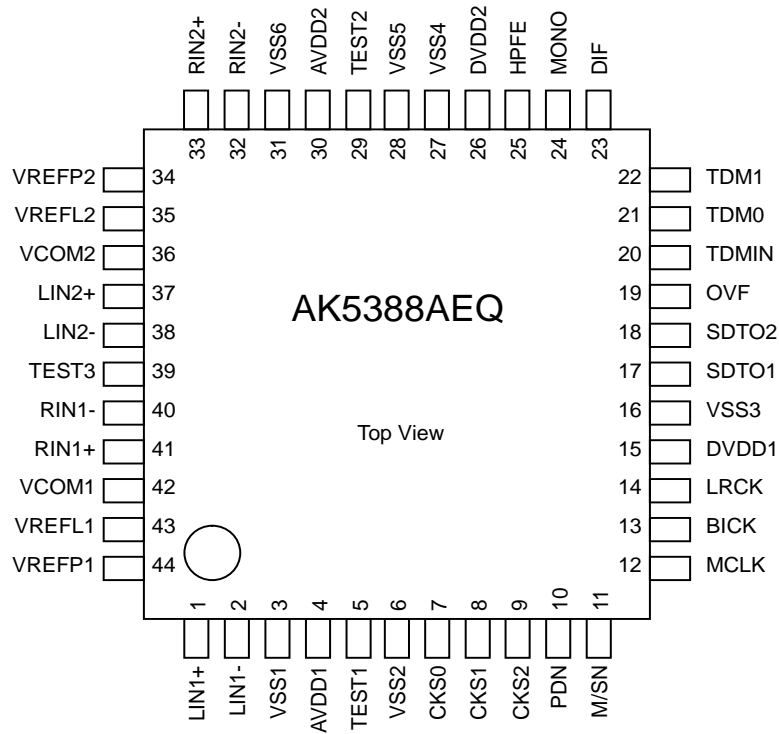 RIN2+ RIN2- VSS6 AVDD2 TEST2 VSS5 VSS4 DVDD2 HPFE MONO DIF
33 32 31 30 29 28 27 26 25 24 23
VREFP2 34 22 TDM1
VREFL2 35 21 TDM0
VCOM2 36 20 TDMIN
LIN2+ 37 19 OVF
AK5388AEQ
LIN2- 38 18 SDTO2
TEST3 39 17 SDTO1
RIN1- 40 16 VSS3
Top View
RIN1+ 41 15 DVDD1
VCOM1 42 14 LRCK
VREFL1 43 13 BICK
VREFP1 44 12 MCLK
1 2 3 4 5 6 7 8 9 10 11
LIN1+ LIN1- VSS1 AVDD1 TEST1 VSS2 CKS0 CKS1 CKS2 PDN M/SN